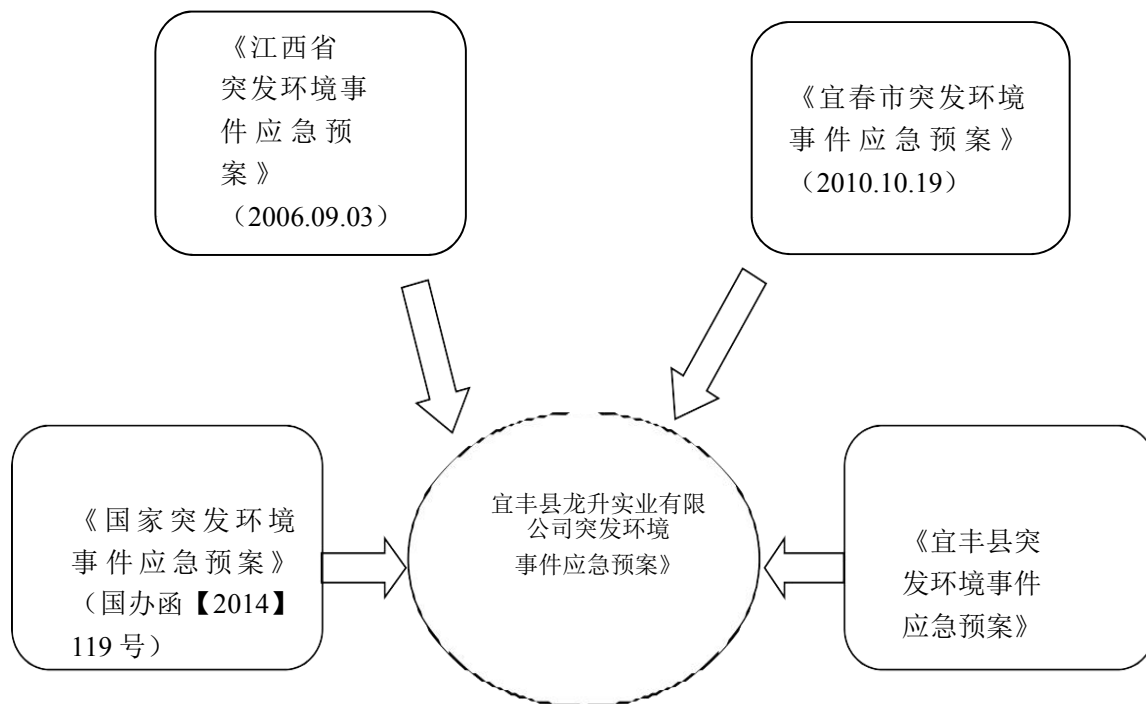 《江西省
突发环境事
件应急预
案》
（2006.09.03）
《宜春市突发环境
事件应急预案》
（2010.10.19）
《国家突发环境
事件应急预案》
（国办函【2014】
119号）
宜丰县龙升实业有限
公司突发环境
事件应急预案》
《宜丰县突
发环境事件
应急预案》